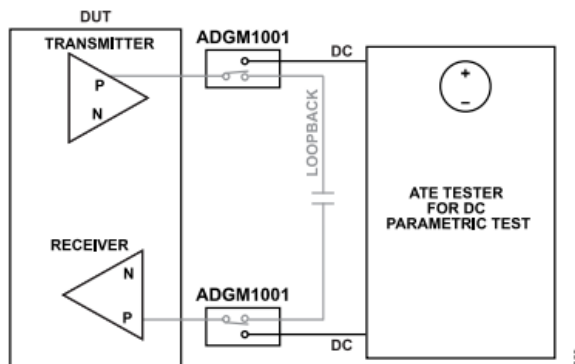 DUT
TRANSMITTER
P
N
ADGM1001
DC
LOOPBACK
+
−
ATE TESTER
FOR DC
PARAMETRIC TEST
RECEIVER
N
P
ADGM1001
DC